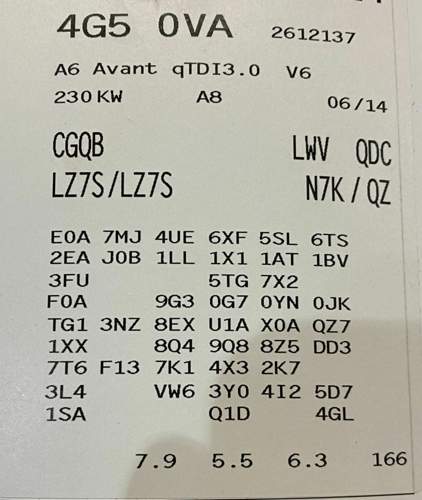 4G5 0VA 2612137
A6 Avant qTDI3.0 V6
230 KW A8 06/14
CGQB LWV QDC
LZ7S/LZ7S N7K / QZ
E0A 7MJ 4UE 6XF 5SL 6TS
2EA J0B 1LL 1X1 1AT 1BV
3FU 5TG 7X2
F0A 9G3 0G7 0YN 0JK
TG1 3NZ 8EX U1A X0A QZ7
1XX 8Q4 9Q8 8Z5 DD3
7T6 F13 7K1 4X3 2K7
3L4 VW6 3Y0 4I2 5D7
1SA Q1D 4GL
7.9 5.5 6.3 166